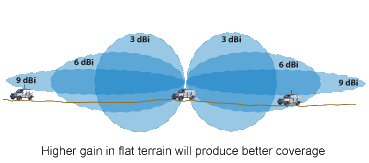 3 dBi 3 dBi
6 dBi 6 dBi
9 dBi 9 dBi
Higher gain in flat terrain will produce better coverage